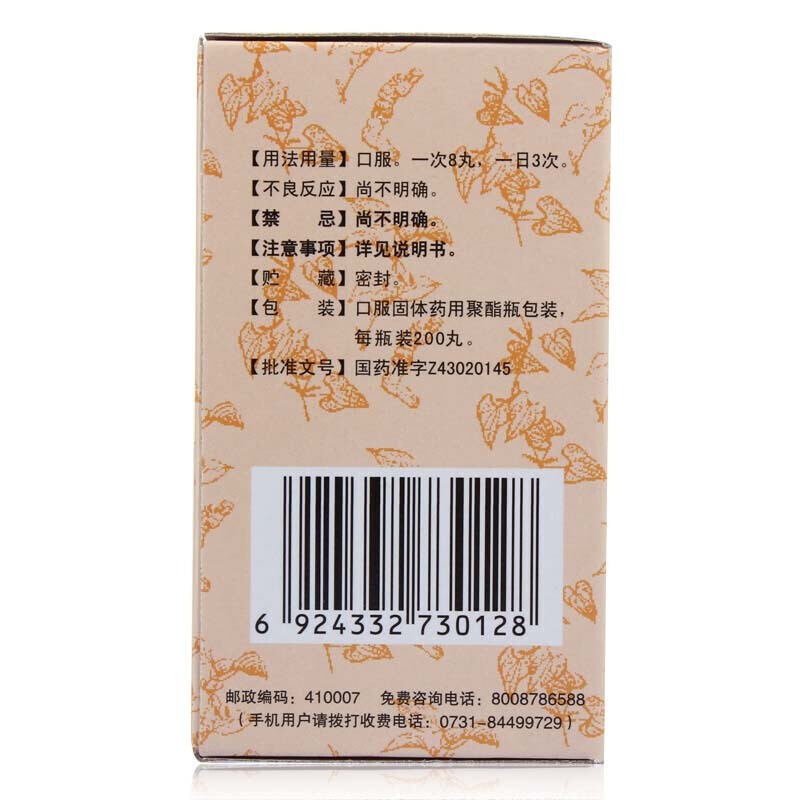 【用法用量】口服。一次8丸，一日3次。
【不良反应】尚不明确。
【禁　　忌】尚不明确。
【注意事项】详见说明书。
【贮　　藏】密封。
【包　　装】口服固体药用聚酯瓶包装，
每瓶装200丸。
【批准文号】国药准字Z43020145
6 924332 730128
邮政编码：410007　免费咨询电话：8008786588
（手机用户请拨打收费电话：0731-84499729）